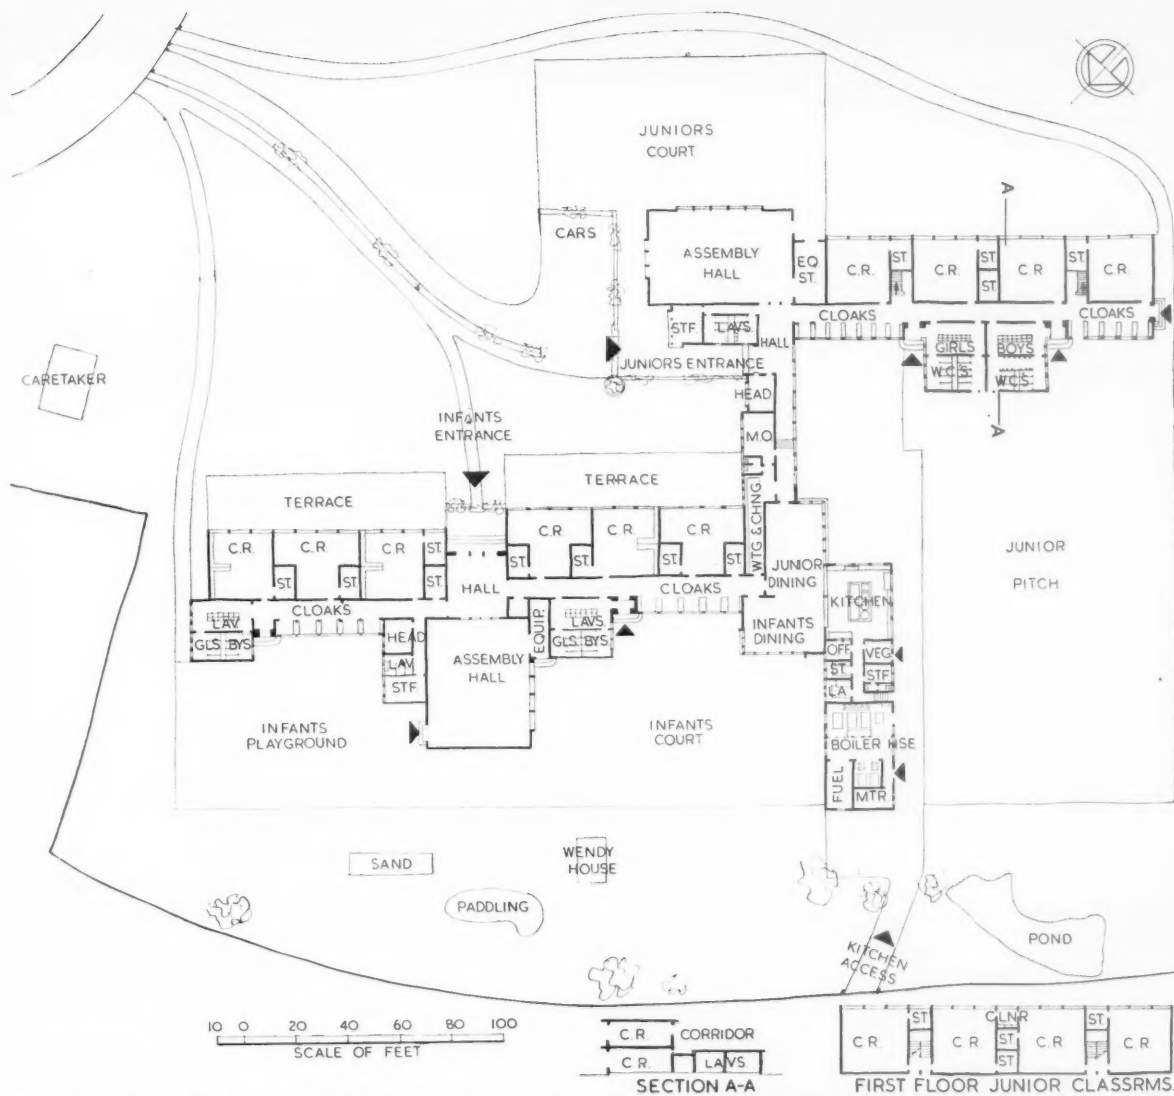 JUNIORS
COURT
A
CARS
ASSEMBLY
HALL
EQ
ST.
C.R.
ST.
C.R.
ST.
ST.
C.R
ST.
C.R.
CLOAKS
CLOAKS
STF.
LAVS.
HALL
GIRLS
BOYS
W.C.S.
W.C.S.
A
JUNIORS ENTRANCE
CARETAKER
HEAD
M.O
INFANTS
ENTRANCE
TERRACE
TERRACE
WTG & CHNG
C.R.
C.R.
C.R
ST.
ST.
ST.
ST.
HALL
ST.
C.R.
ST.
C.R.
ST.
C.R.
ST.
JUNIOR
DINING
JUNIOR
PITCH
CLOAKS
CLOAKS
KITCHEN
LAV.
GLS
BYS
HEAD
LAV
STF
ASSEMBLY
HALL
EQUIP.
LAVS.
GLS
BYS
INFANTS
DINING
OFF
VEG.
ST.
STF
LA
INFANTS
PLAYGROUND
INFANTS
COURT
BOILER HSE
FUEL
MTR
SAND
WENDY
HOUSE
PADDLING
POND
KITCHEN
ACCESS
10 0 20 40 60 80 100
SCALE OF FEET
C.R. CORRIDOR
C.R. LAVS.
SECTION A-A
C.R.
ST
C.R.
CLNR
ST
ST
C.R
ST.
C.R.
FIRST FLOOR JUNIOR CLASSRMS.